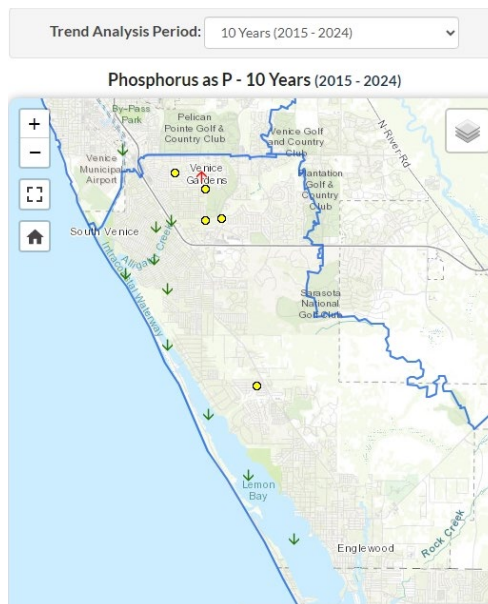 Trend Analysis Period:
10 Years (2015 - 2024)
Phosphorus as P - 10 Years (2015 - 2024)
+
−
By-Pass
Park
Pelican
Pointe Golf &
Country Club
Venice Golf
and Country
Club
N River Rd
Venice
Municipal
Airport
Venice
Gardens
Plantation
Golf &
Country
Club
South Venice
Alligator Creek
Intracoastal Waterway
Sarasota
National
Golf Club
Lemon
Bay
Englewood
Rock Creek